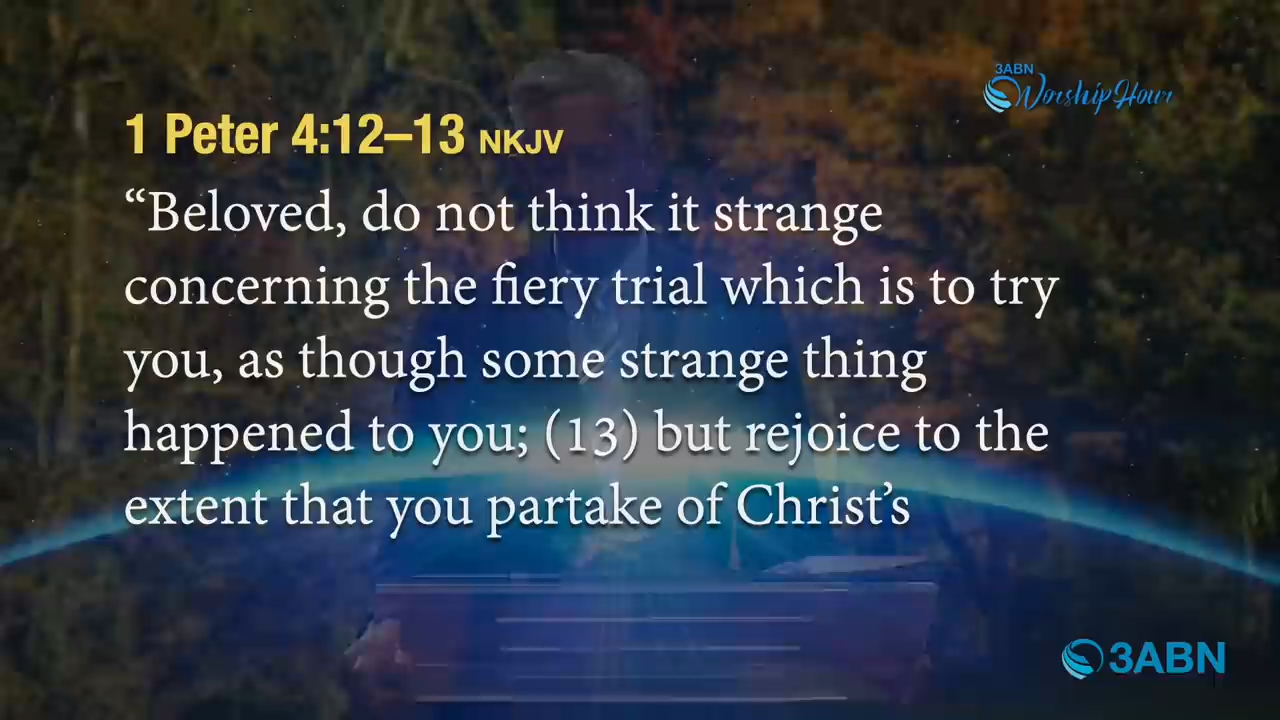 3ABN
Worship Hour
1 Peter 4:12–13 NKJV
“Beloved, do not think it strange
concerning the fiery trial which is to try
you, as though some strange thing
happened to you; (13) but rejoice to the
extent that you partake of Christ’s
3ABN